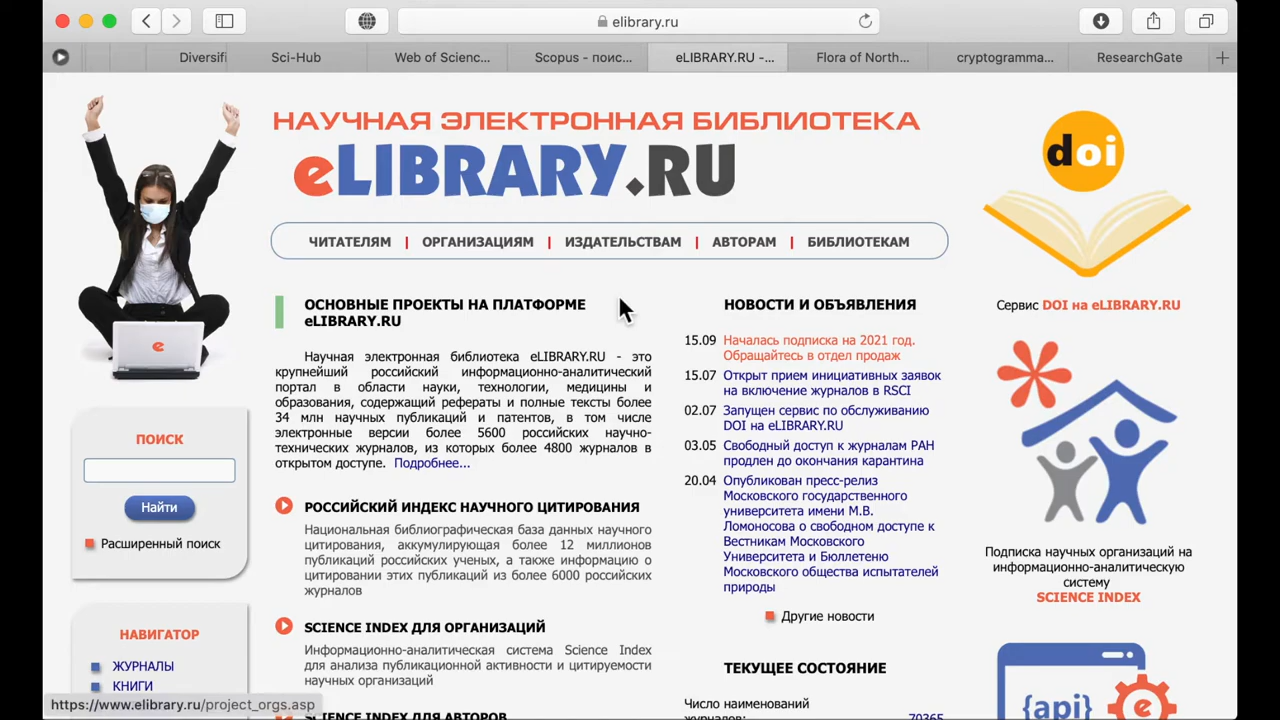 elibrary.ru
Diversifi
Sci-Hub
Web of Scienc...
Scopus - поис...
eLIBRARY.RU -...
Flora of North...
cryptogramma...
ResearchGate
НАУЧНАЯ ЭЛЕКТРОННАЯ БИБЛИОТЕКА
eLIBRARY.RU
ЧИТАТЕЛЯМ | ОРГАНИЗАЦИЯМ | ИЗДАТЕЛЬСТВАМ | АВТОРАМ | БИБЛИОТЕКАМ
ПОИСК
Найти
Расширенный поиск
НАВИГАТОР
ЖУРНАЛЫ
КНИГИ
ОСНОВНЫЕ ПРОЕКТЫ НА ПЛАТФОРМЕ
eLIBRARY.RU
Научная электронная библиотека eLIBRARY.RU - это
крупнейший российский информационно-аналитический
портал в области науки, технологии, медицины и
образования, содержащий рефераты и полные тексты более
34 млн научных публикаций и патентов, в том числе
электронные версии более 5600 российских научно-
технических журналов, из которых более 4800 журналов в
открытом доступе. Подробнее...
РОССИЙСКИЙ ИНДЕКС НАУЧНОГО ЦИТИРОВАНИЯ
Национальная библиографическая база данных научного
цитирования, аккумулирующая более 12 миллионов
публикаций российских ученых, а также информацию о
цитировании этих публикаций из более 6000 российских
журналов
SCIENCE INDEX ДЛЯ ОРГАНИЗАЦИЙ
Информационно-аналитическая система Science Index
для анализа публикационной активности и цитируемости
научных организаций
SCIENCE INDEX ДЛЯ АВТОРОВ
НОВОСТИ И ОБЪЯВЛЕНИЯ
15.09 Началась подписка на 2021 год.
Обращайтесь в отдел продаж
15.07 Открыт прием инициативных заявок
на включение журналов в RSCI
02.07 Запущен сервис по обслуживанию
DOI на eLIBRARY.RU
03.05 Свободный доступ к журналам РАН
продлен до окончания карантина
20.04 Опубликован пресс-релиз
Московского государственного
университета имени М.В.
Ломоносова о свободном доступе к
Вестникам Московского
Университета и Бюллетеню
Московского общества испытателей
природы
Другие новости
ТЕКУЩЕЕ СОСТОЯНИЕ
Число наименований
журналов: 70365
doi
Сервис DOI на eLIBRARY.RU
Подписка научных организаций на
информационно-аналитическую
систему
SCIENCE INDEX
{api}
e
e
https://www.elibrary.ru/project_orgs.asp